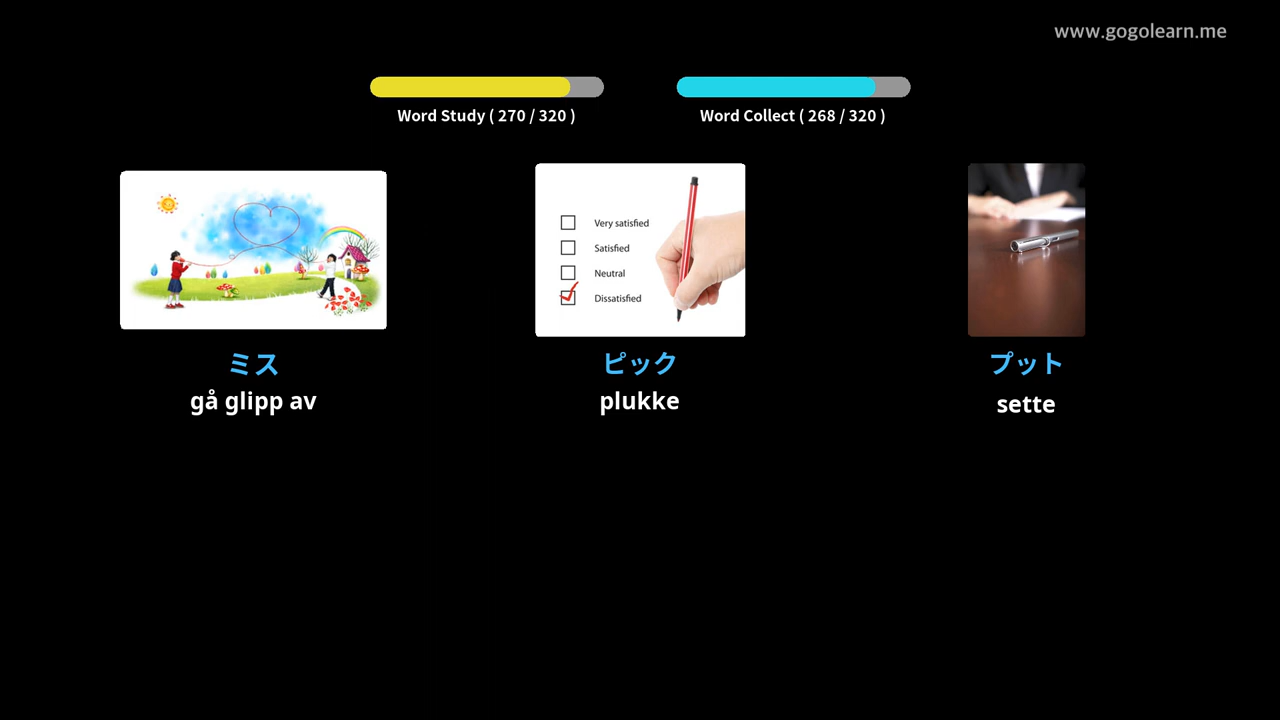 www.gogolearn.me
Word Study ( 270 / 320 )
Word Collect ( 268 / 320 )
Very satisfied
Satisfied
Neutral
Dissatisfied
ミス
ピック
プット
gå glipp av
plukke
sette